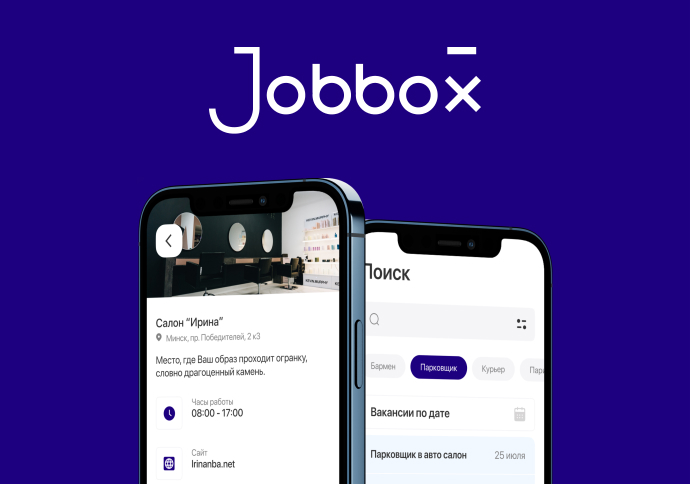 Jobbox
Салон “Ирина”
Минск, пр. Победителей, 2 к3
Место, где Ваш образ проходит огранку,
словно драгоценный камень.
Часы работы
08:00 - 17:00
Сайт
Irinanba.net
Поиск
Бармен
Парковщик
Курьер
Вакансии по дате
Парковщик в авто салон
25 июля